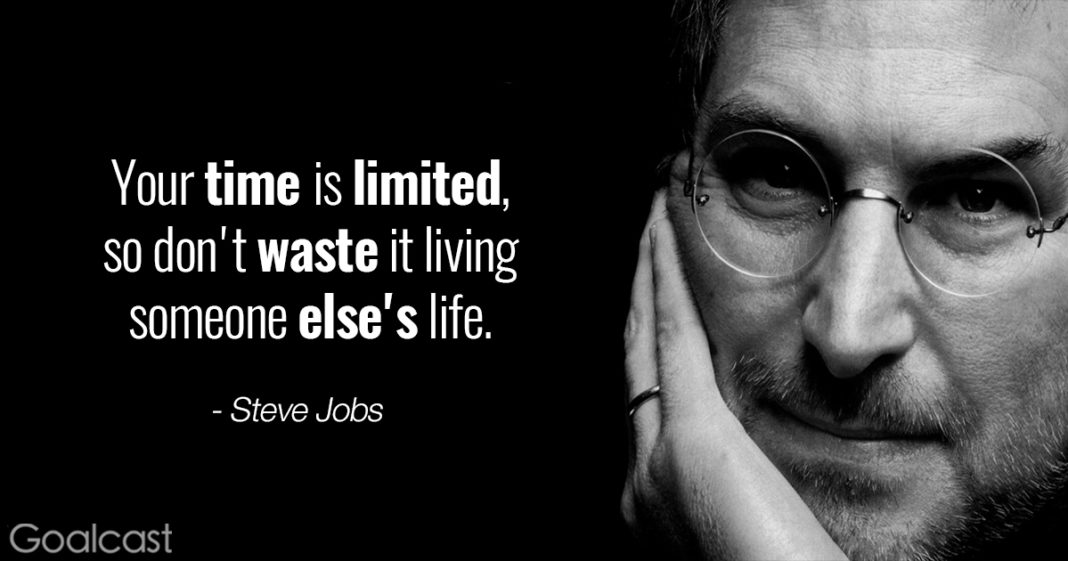 Your time is limited,
so don't waste it living
someone else's life.
- Steve Jobs
Goalcast